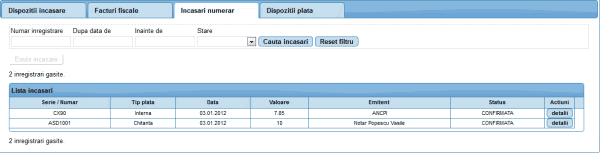 Dispozitii incasare Facturi fiscale Incasari numerar Dispozitii plata
Numar inregistrare Dupa data de Inainte de Stare
Cauta incasari Reset filtru
Emite incasare
2 inregistrari gasite.
Lista incasari
Serie / Numar Tip plata Data Valoare Emitent Status Actiuni
CX90 Interna 03.01.2012 7.85 ANCPI CONFIRMATA detalii
ASD1001 Chitanta 03.01.2012 10 Notar Popescu Vasile CONFIRMATA detalii
2 inregistrari gasite.